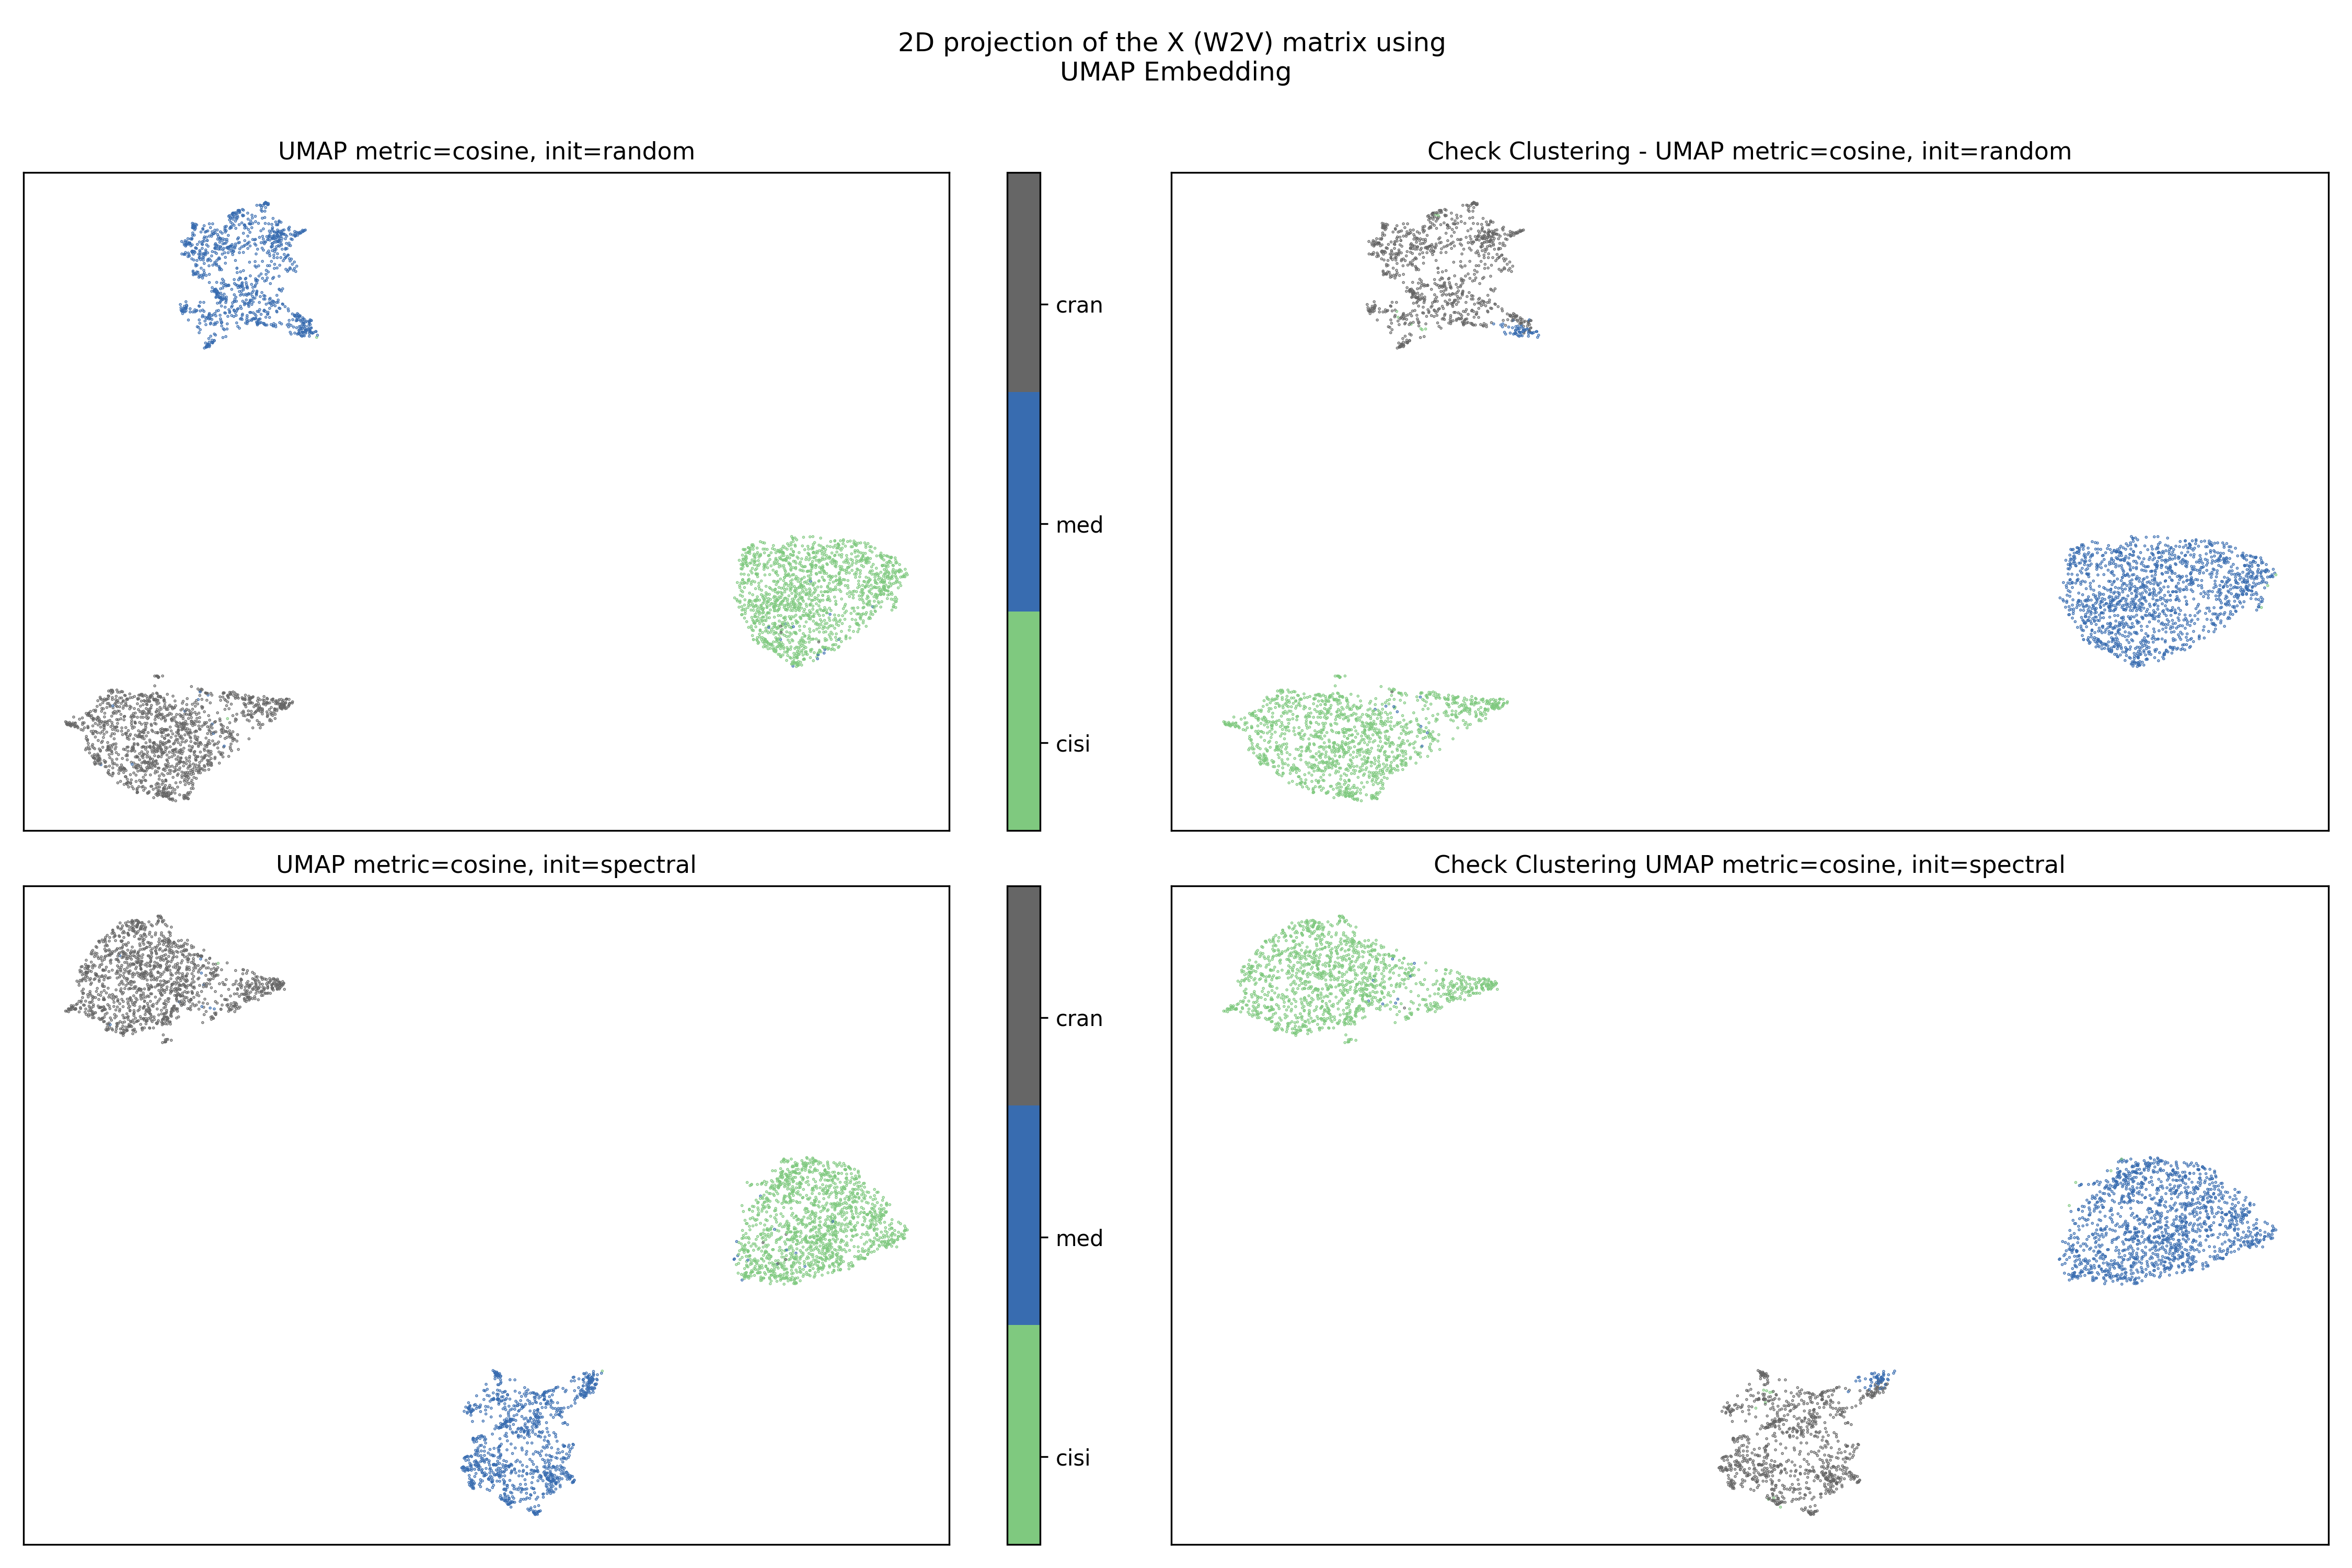 2D projection of the X (W2V) matrix using
UMAP Embedding
UMAP metric=cosine, init=random
Check Clustering - UMAP metric=cosine, init=random
cran
med
cisi
UMAP metric=cosine, init=spectral
Check Clustering UMAP metric=cosine, init=spectral
cran
med
cisi